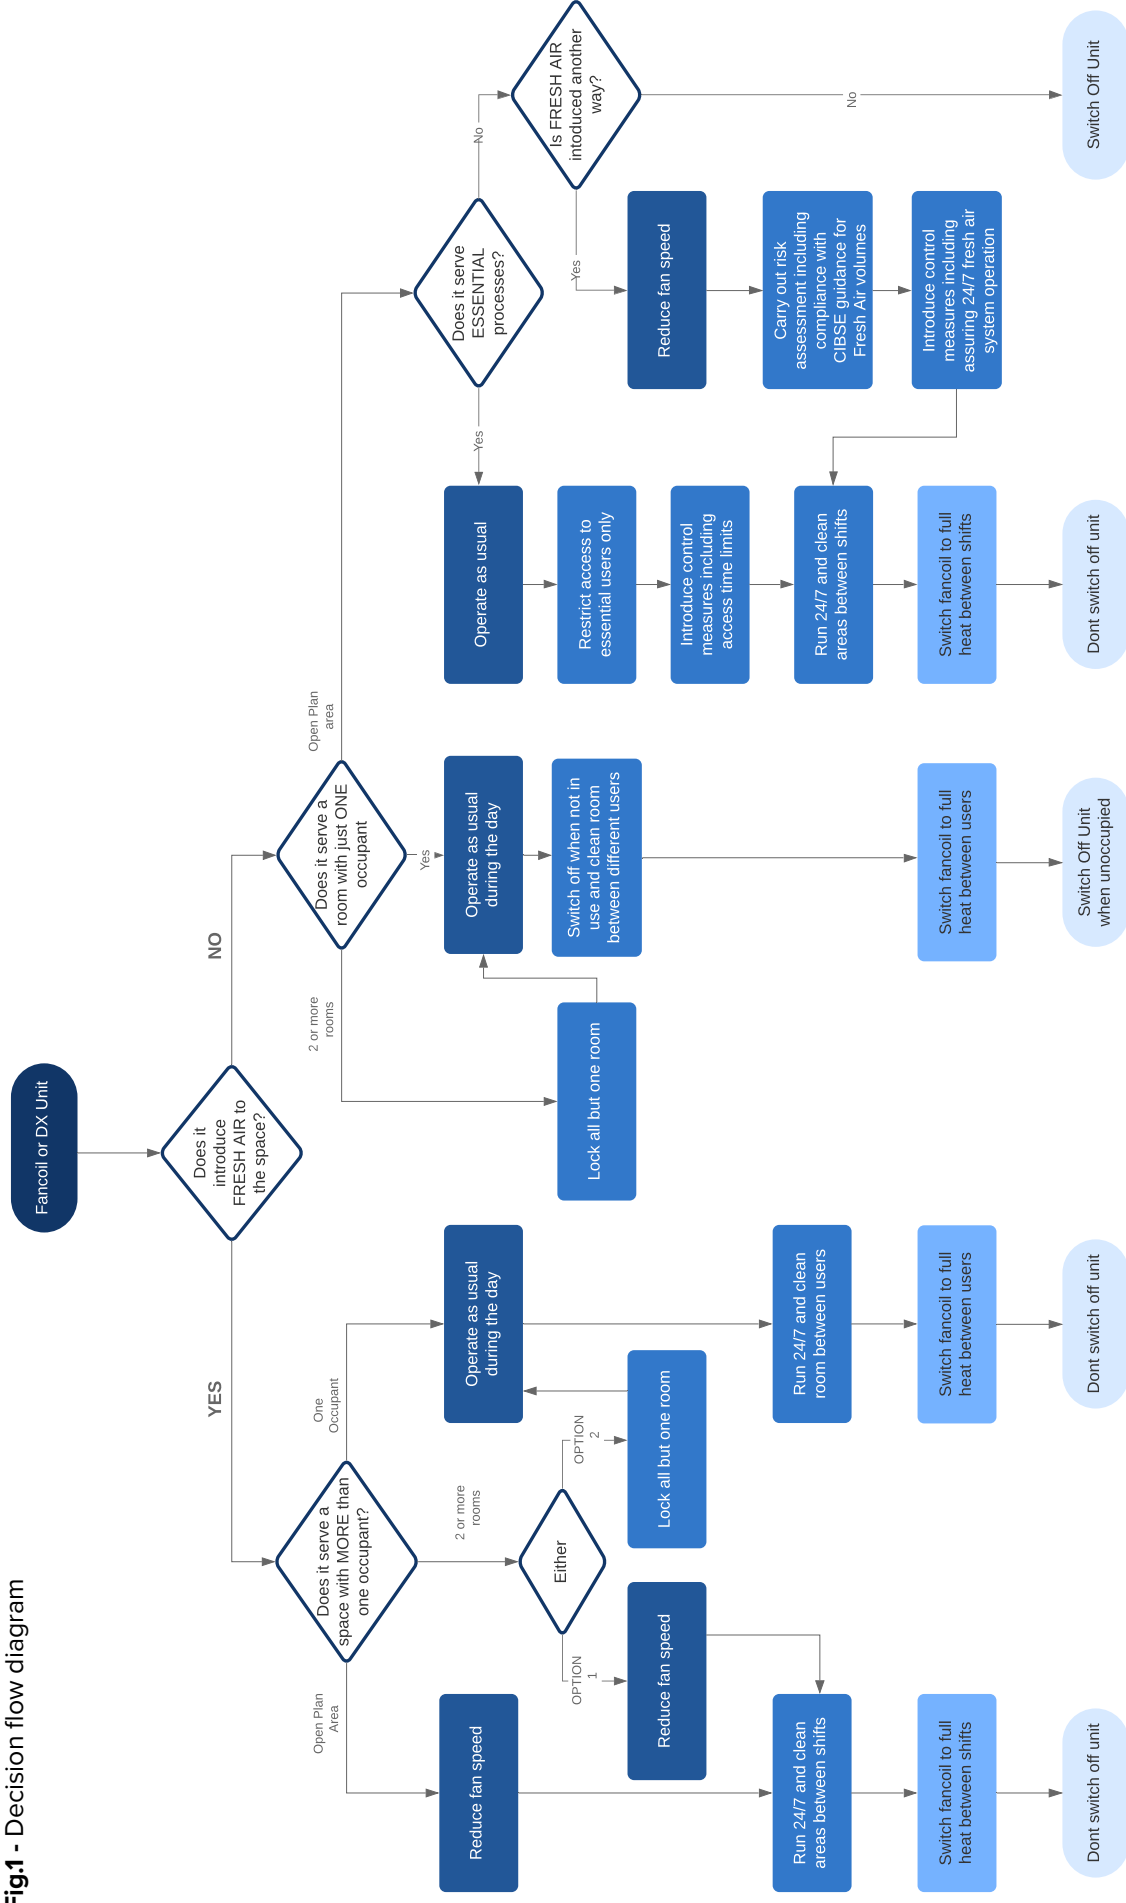 Fig.1 - Decision flow diagram
Fancoil or DX Unit
Does it
introduce
FRESH AIR to
the space?
YES
NO
Does it serve a
space with MORE than
one occupant?
Open Plan
Area
2 or more
rooms
One
Occupant
Does it serve a
room with just ONE
occupant
2 or more
rooms
Yes
Open Plan
area
Does it serve
ESSENTIAL
processes?
Yes
No
Is FRESH AIR
intoduced another
way?
Yes
No
Either
OPTION
1
OPTION
2
Reduce fan speed
Reduce fan speed
Lock all but one room
Operate as usual
during the day
Lock all but one room
Operate as usual
during the day
Switch off when not in
use and clean room
between different users
Operate as usual
Restrict access to
essential users only
Introduce control
measures including
access time limits
Reduce fan speed
Carry out risk
assessment including
compliance with
CIBSE guidance for
Fresh Air volumes
Introduce control
measures including
assuring 24/7 fresh air
system operation
Run 24/7 and clean
areas between shifts
Run 24/7 and clean
room between users
Run 24/7 and clean
areas between shifts
Switch fancoil to full
heat between shifts
Switch fancoil to full
heat between users
Switch fancoil to full
heat between users
Switch fancoil to full
heat between shifts
Dont switch off unit
Dont switch off unit
Switch Off Unit
when unoccupied
Dont switch off unit
Switch Off Unit